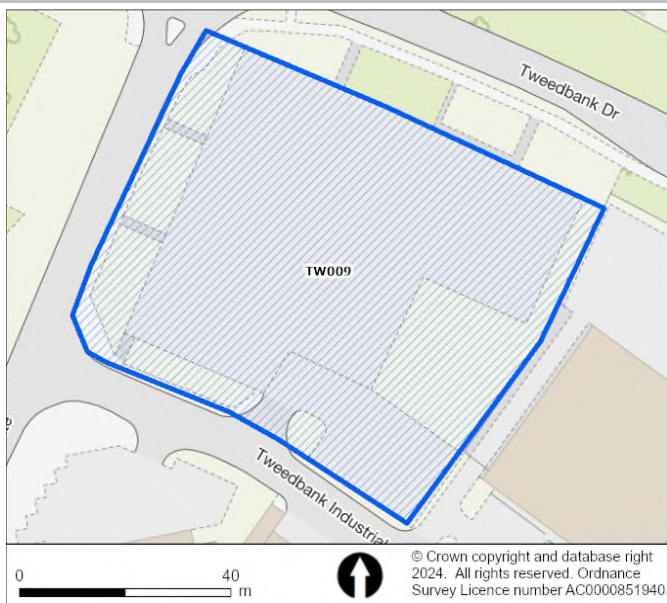 Tweedbank Dr
TW009
e
Tweedbank Industrial
0
40
m
© Crown copyright and database right
2024. All rights reserved. Ordnance
Survey Licence number AC0000851940